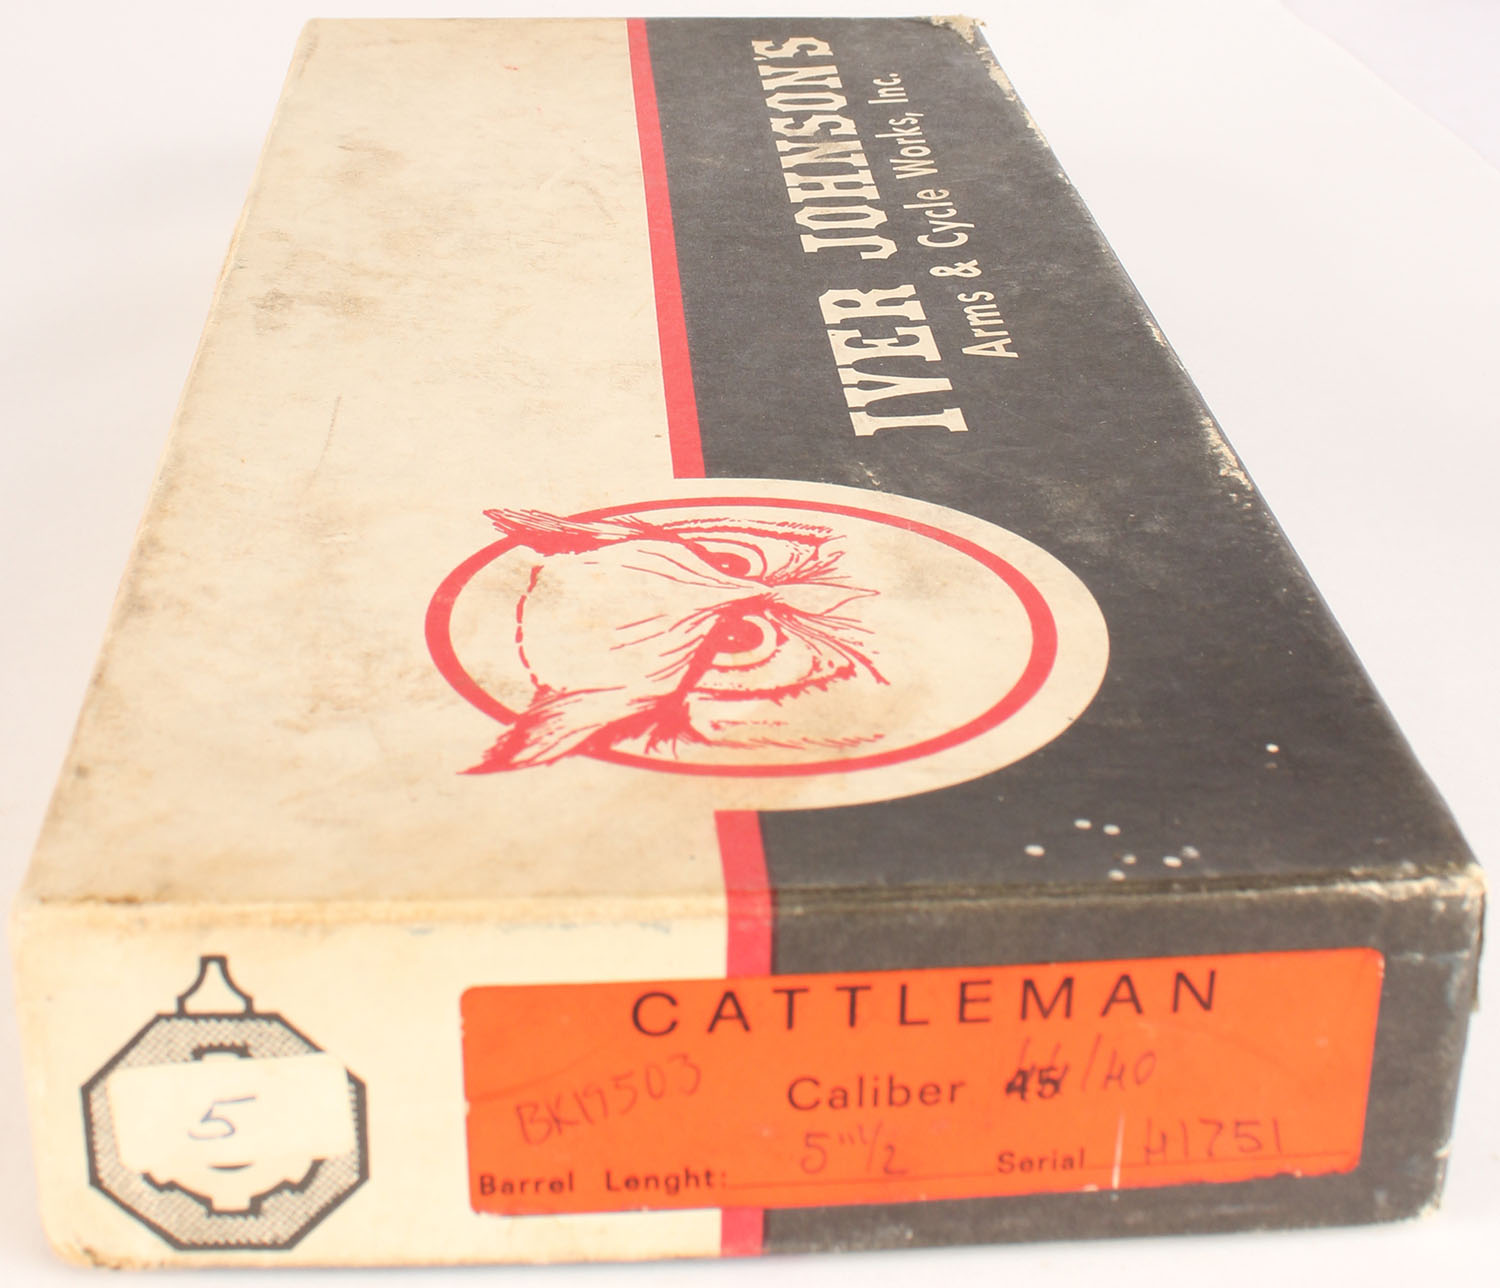 IVER JOHNSON'S
Arms & Cycle Works, Inc.
5
CATTLEMAN
BK19503
Caliber 44/40
Barrel Lenght: 5"1/2 Serial 41751